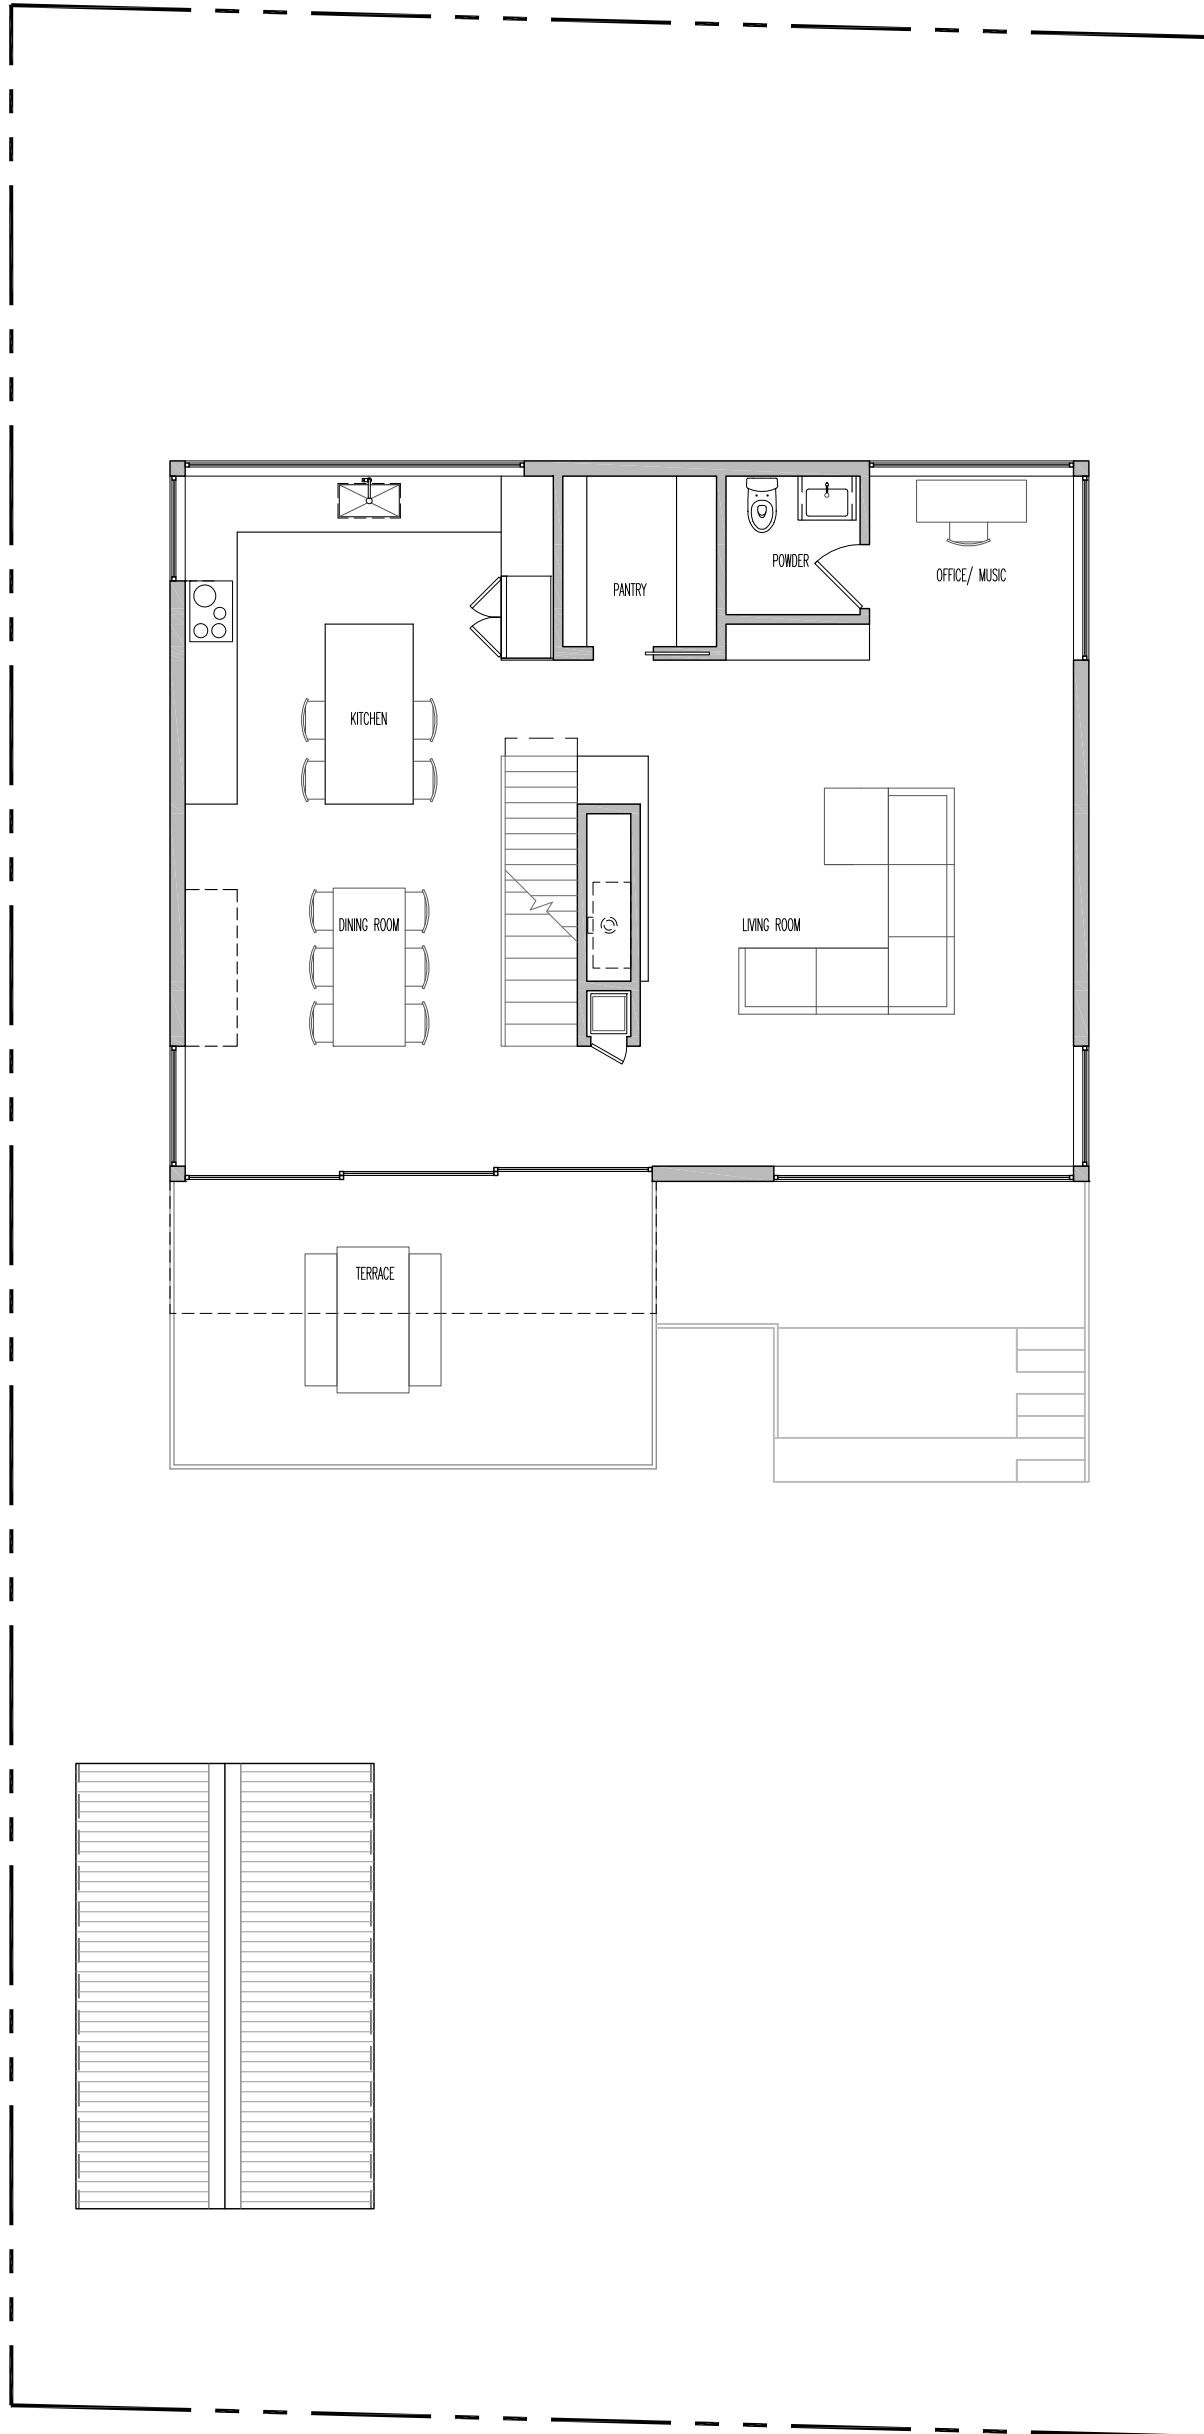 POWDER
OFFICE/ MUSIC
PANTRY
KITCHEN
DINING ROOM
LIVING ROOM
TERRACE